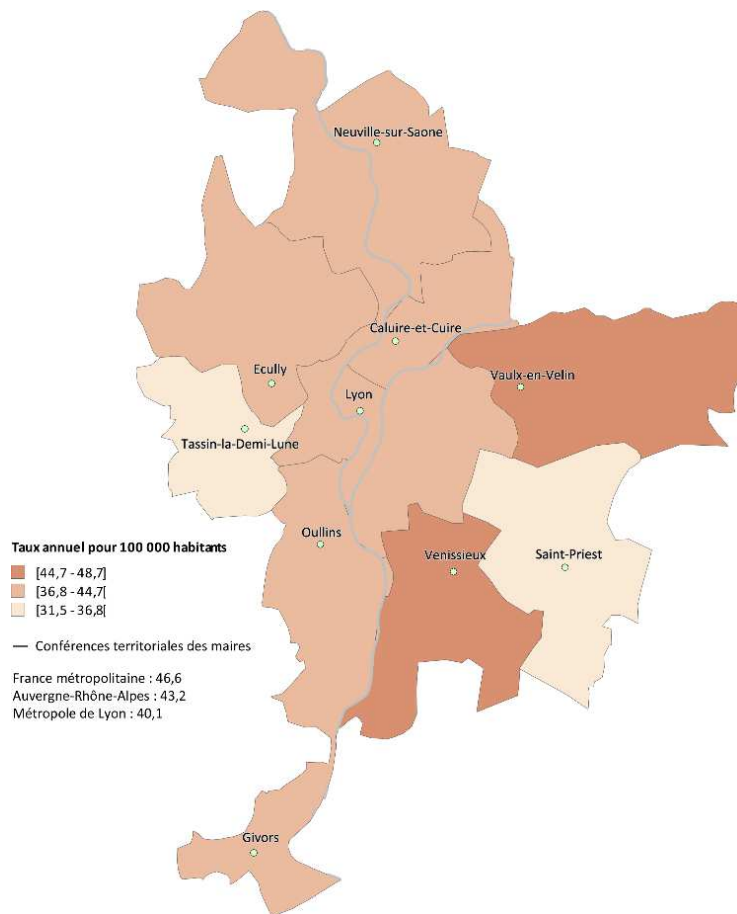 Neuville-sur-Saone
Caluire-et-Cuire
Ecully
Vaulx-en-Velin
Lyon
Tassin-la-Demi-Lune
Oullins
Venissieux
Saint-Priest
Taux annuel pour 100 000 habitants
[44,7 - 48,7]
[36,8 - 44,7[
[31,5 - 36,8[
Conférences territoriales des maires
France métropolitaine : 46,6
Auvergne-Rhône-Alpes : 43,2
Métropole de Lyon : 40,1
Givors